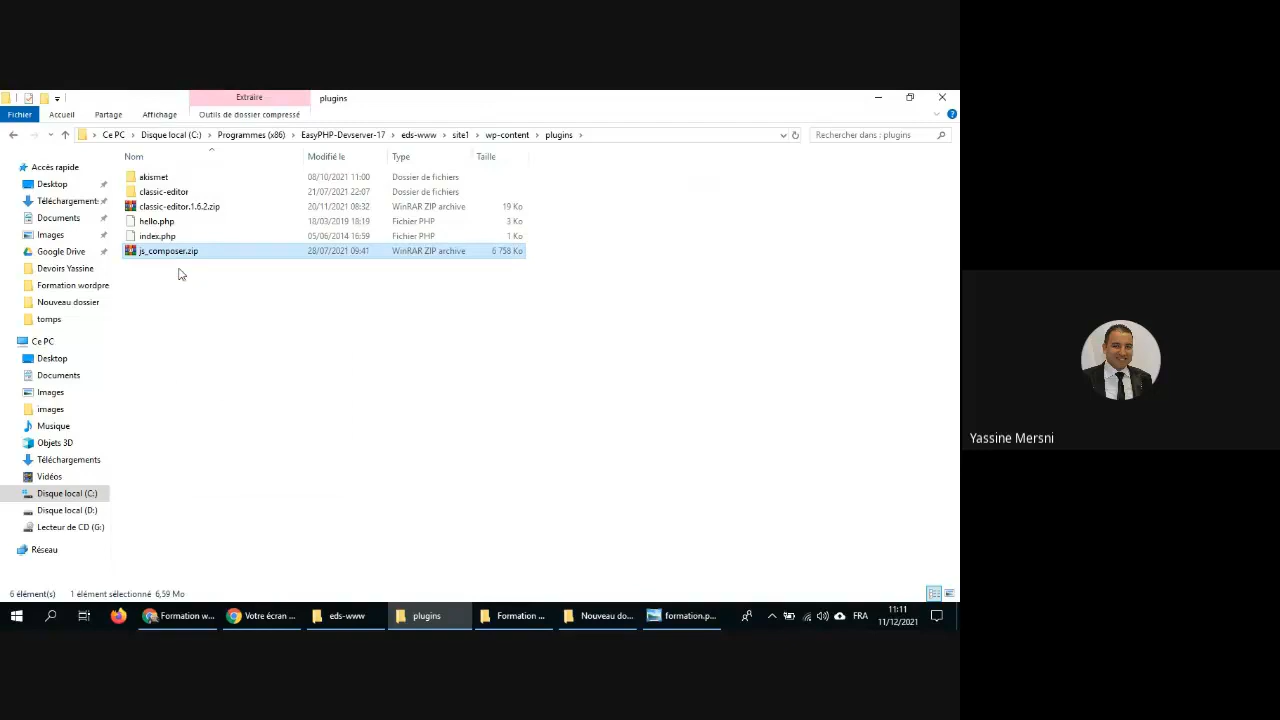 Extraire
plugins
Fichier
Accueil
Partage
Affichage
Outils de dossier compressé
Ce PC
Disque local (C:)
Programmes (x86)
EasyPHP-Devserver-17
eds-www
site1
wp-content
plugins
Rechercher dans : plugins
Nom
Modifié le
Type
Taille
akismet
08/10/2021 11:00
Dossier de fichiers
classic-editor
21/07/2021 22:07
Dossier de fichiers
classic-editor.1.6.2.zip
20/11/2021 08:32
WinRAR ZIP archive
19 Ko
hello.php
18/03/2019 18:19
Fichier PHP
3 Ko
index.php
05/06/2014 16:59
Fichier PHP
1 Ko
js_composer.zip
28/07/2021 09:41
WinRAR ZIP archive
6 758 Ko
Accès rapide
Desktop
Téléchargement:
Documents
Images
Google Drive
Devoirs Yassine
Formation wordpre
Nouveau dossier
tomps
Ce PC
Desktop
Documents
Images
images
Musique
Objets 3D
Téléchargements
Vidéos
Disque local (C:)
Disque local (D:)
Lecteur de CD (G:)
Réseau
6 élément(s)
1 élément sélectionné 6,59 Mo
Formation w...
Votre écran ...
eds-www
plugins
Formation ...
Nouveau do...
formation.p...
FRA
11:11
11/12/2021
Yassine Mersni